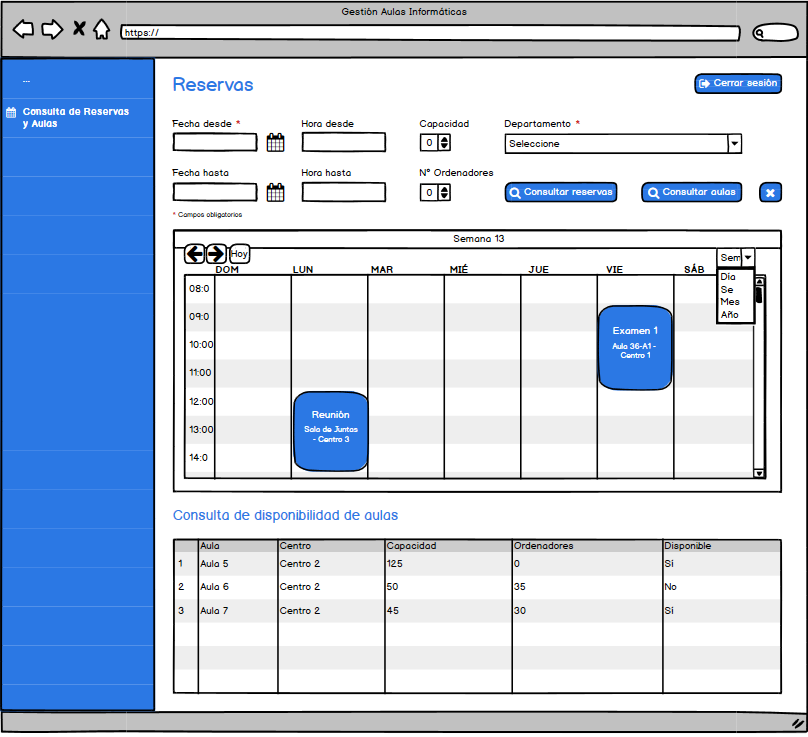 Gestión Aulas Informáticas
https://
...
Consulta de Reservas
y Aulas
Reservas
Cerrar sesión
Fecha desde *
Hora desde
Capacidad
Departamento *
0
Seleccione
Fecha hasta
Hora hasta
Nº Ordenadores
0
Consultar reservas
Consultar aulas
* Campos obligatorios
Semana 13
Hoy
Sem
DOM LUN MAR MIÉ JUE VIE SÁB
Día
Se
Mes
Año
08:0
09:0
10:00
11:00
12:00
13:00
14:0
Examen 1
Aula 36-A1 -
Centro 1
Reunión
Sala de Juntas
- Centro 3
Consulta de disponibilidad de aulas
Aula Centro Capacidad Ordenadores Disponible
1 Aula 5 Centro 2 125 0 Sí
2 Aula 6 Centro 2 50 35 No
3 Aula 7 Centro 2 45 30 Sí